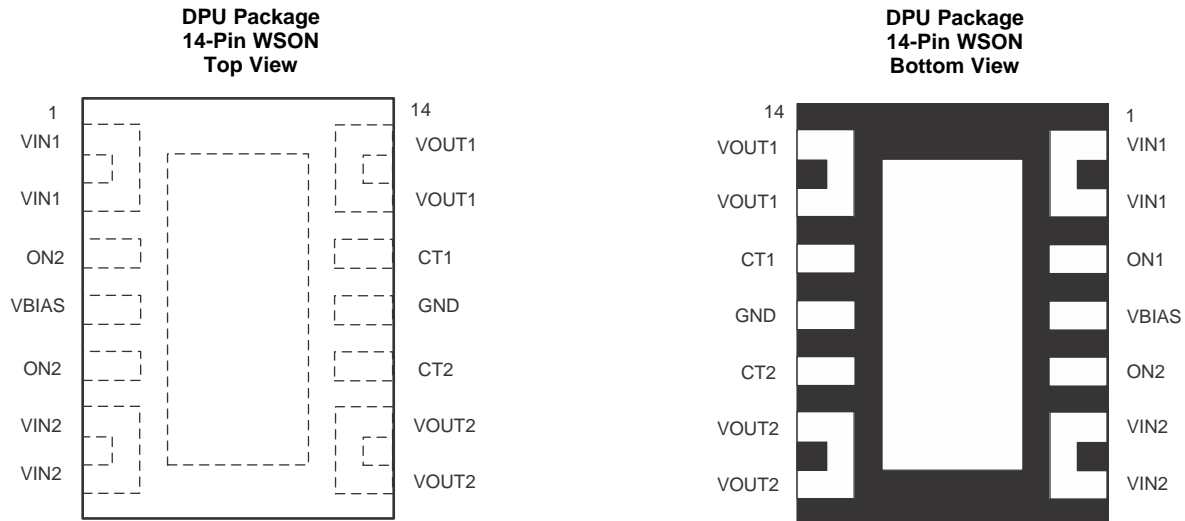 DPU Package
14-Pin WSON
Top View
1
14
VIN1
VOUT1
VIN1
VOUT1
ON2
CT1
VBIAS
GND
ON2
CT2
VIN2
VOUT2
VIN2
VOUT2
DPU Package
14-Pin WSON
Bottom View
14
1
VOUT1
VIN1
VOUT1
VIN1
CT1
ON1
GND
VBIAS
CT2
ON2
VOUT2
VIN2
VOUT2
VIN2